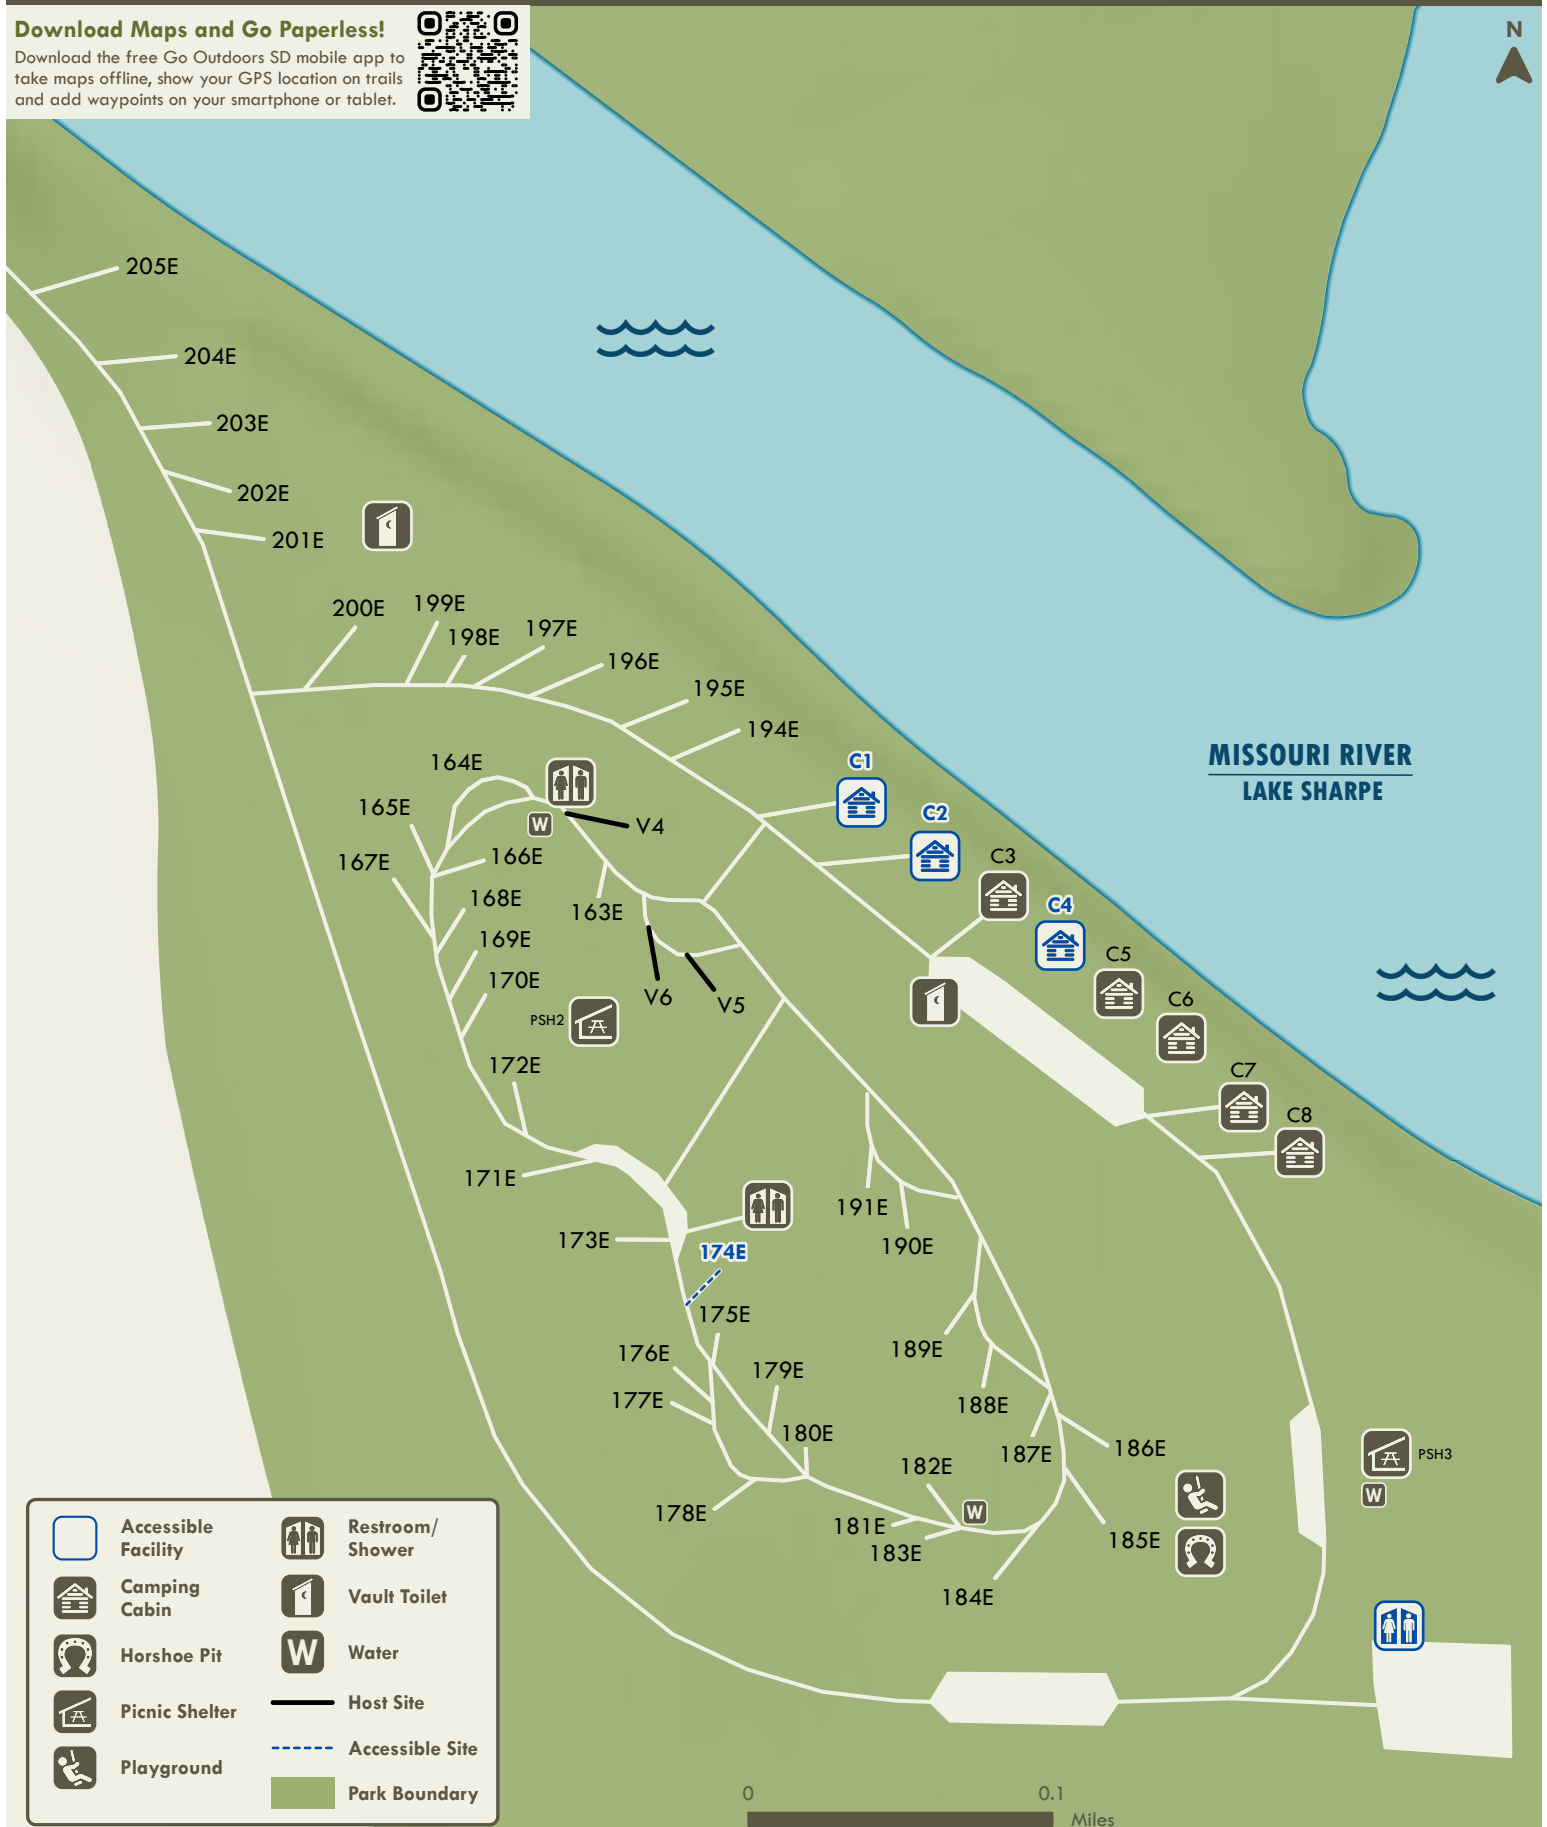 Download Maps and Go Paperless!
Download the free Go Outdoors SD mobile app to
take maps offline, show your GPS location on trails
and add waypoints on your smartphone or tablet.
N
205E
204E
203E
202E
201E
200E
199E
198E
197E
196E
195E
194E
MISSOURI RIVER
LAKE SHARPE
C1
C2
C3
C4
C5
C6
C7
C8
164E
165E
W
V4
166E
167E
168E
163E
169E
170E
V6
V5
PSH2
172E
171E
173E
174E
175E
176E
177E
178E
179E
180E
191E
190E
189E
188E
187E
186E
185E
182E
W
181E
183E
184E
PSH3
W
Accessible
Facility
Camping
Cabin
Horshoe Pit
Picnic Shelter
Playground
Restroom/
Shower
Vault Toilet
W
Water
Host Site
Accessible Site
Park Boundary
0
0.1
Miles